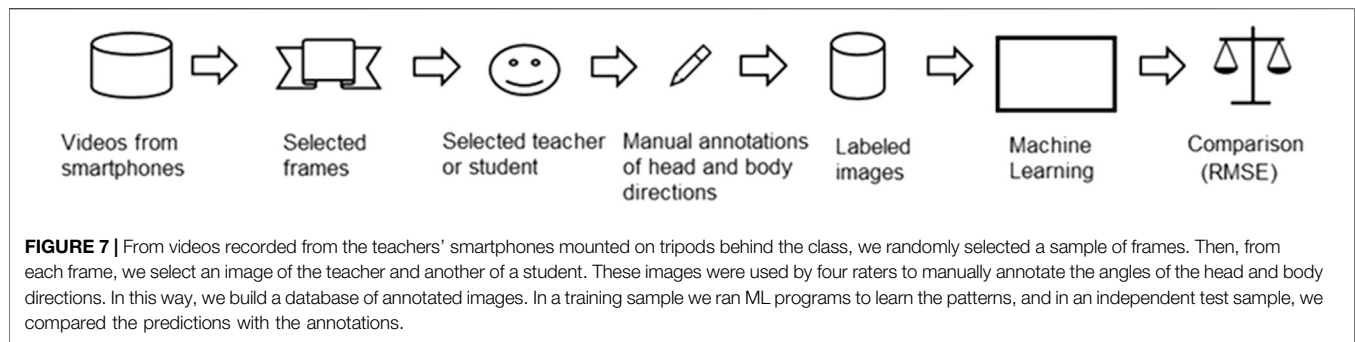 Videos from
smartphones
Selected
frames
Selected teacher
or student
Manual annotations
of head and body
directions
Labeled
images
Machine
Learning
Comparison
(RMSE)
FIGURE 7 | From videos recorded from the teachers' smartphones mounted on tripods behind the class, we randomly selected a sample of frames. Then, from
each frame, we select an image of the teacher and another of a student. These images were used by four raters to manually annotate the angles of the head and body
directions. In this way, we build a database of annotated images. In a training sample we ran ML programs to learn the patterns, and in an independent test sample, we
compared the predictions with the annotations.